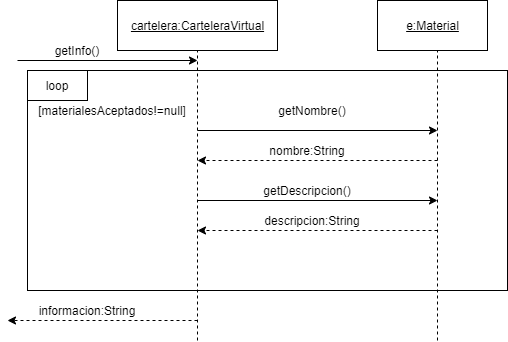 cartelera:CarteleraVirtual
e:Material
getInfo()
loop
[materialesAceptados!=null]
getNombre()
nombre:String
getDescripcion()
descripcion:String
informacion:String